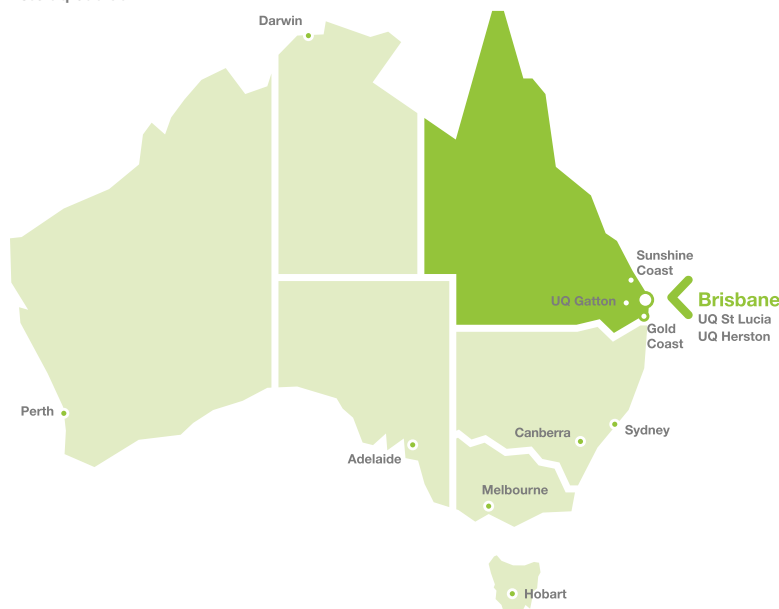 Darwin
Sunshine
Coast
UQ Gatton
Brisbane
UQ St Lucia
UQ Herston
Gold
Coast
Perth
Canberra
Sydney
Adelaide
Melbourne
Hobart